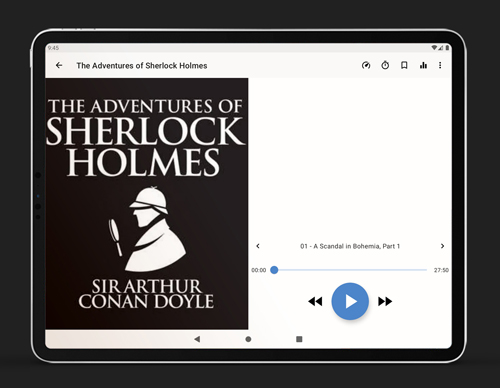 9:45
The Adventures of Sherlock Holmes
THE ADVENTURES OF
SHERLOCK
HOLMES
SIR ARTHUR
CONAN DOYLE
01 - A Scandal in Bohemia, Part 1
00:00
27:50